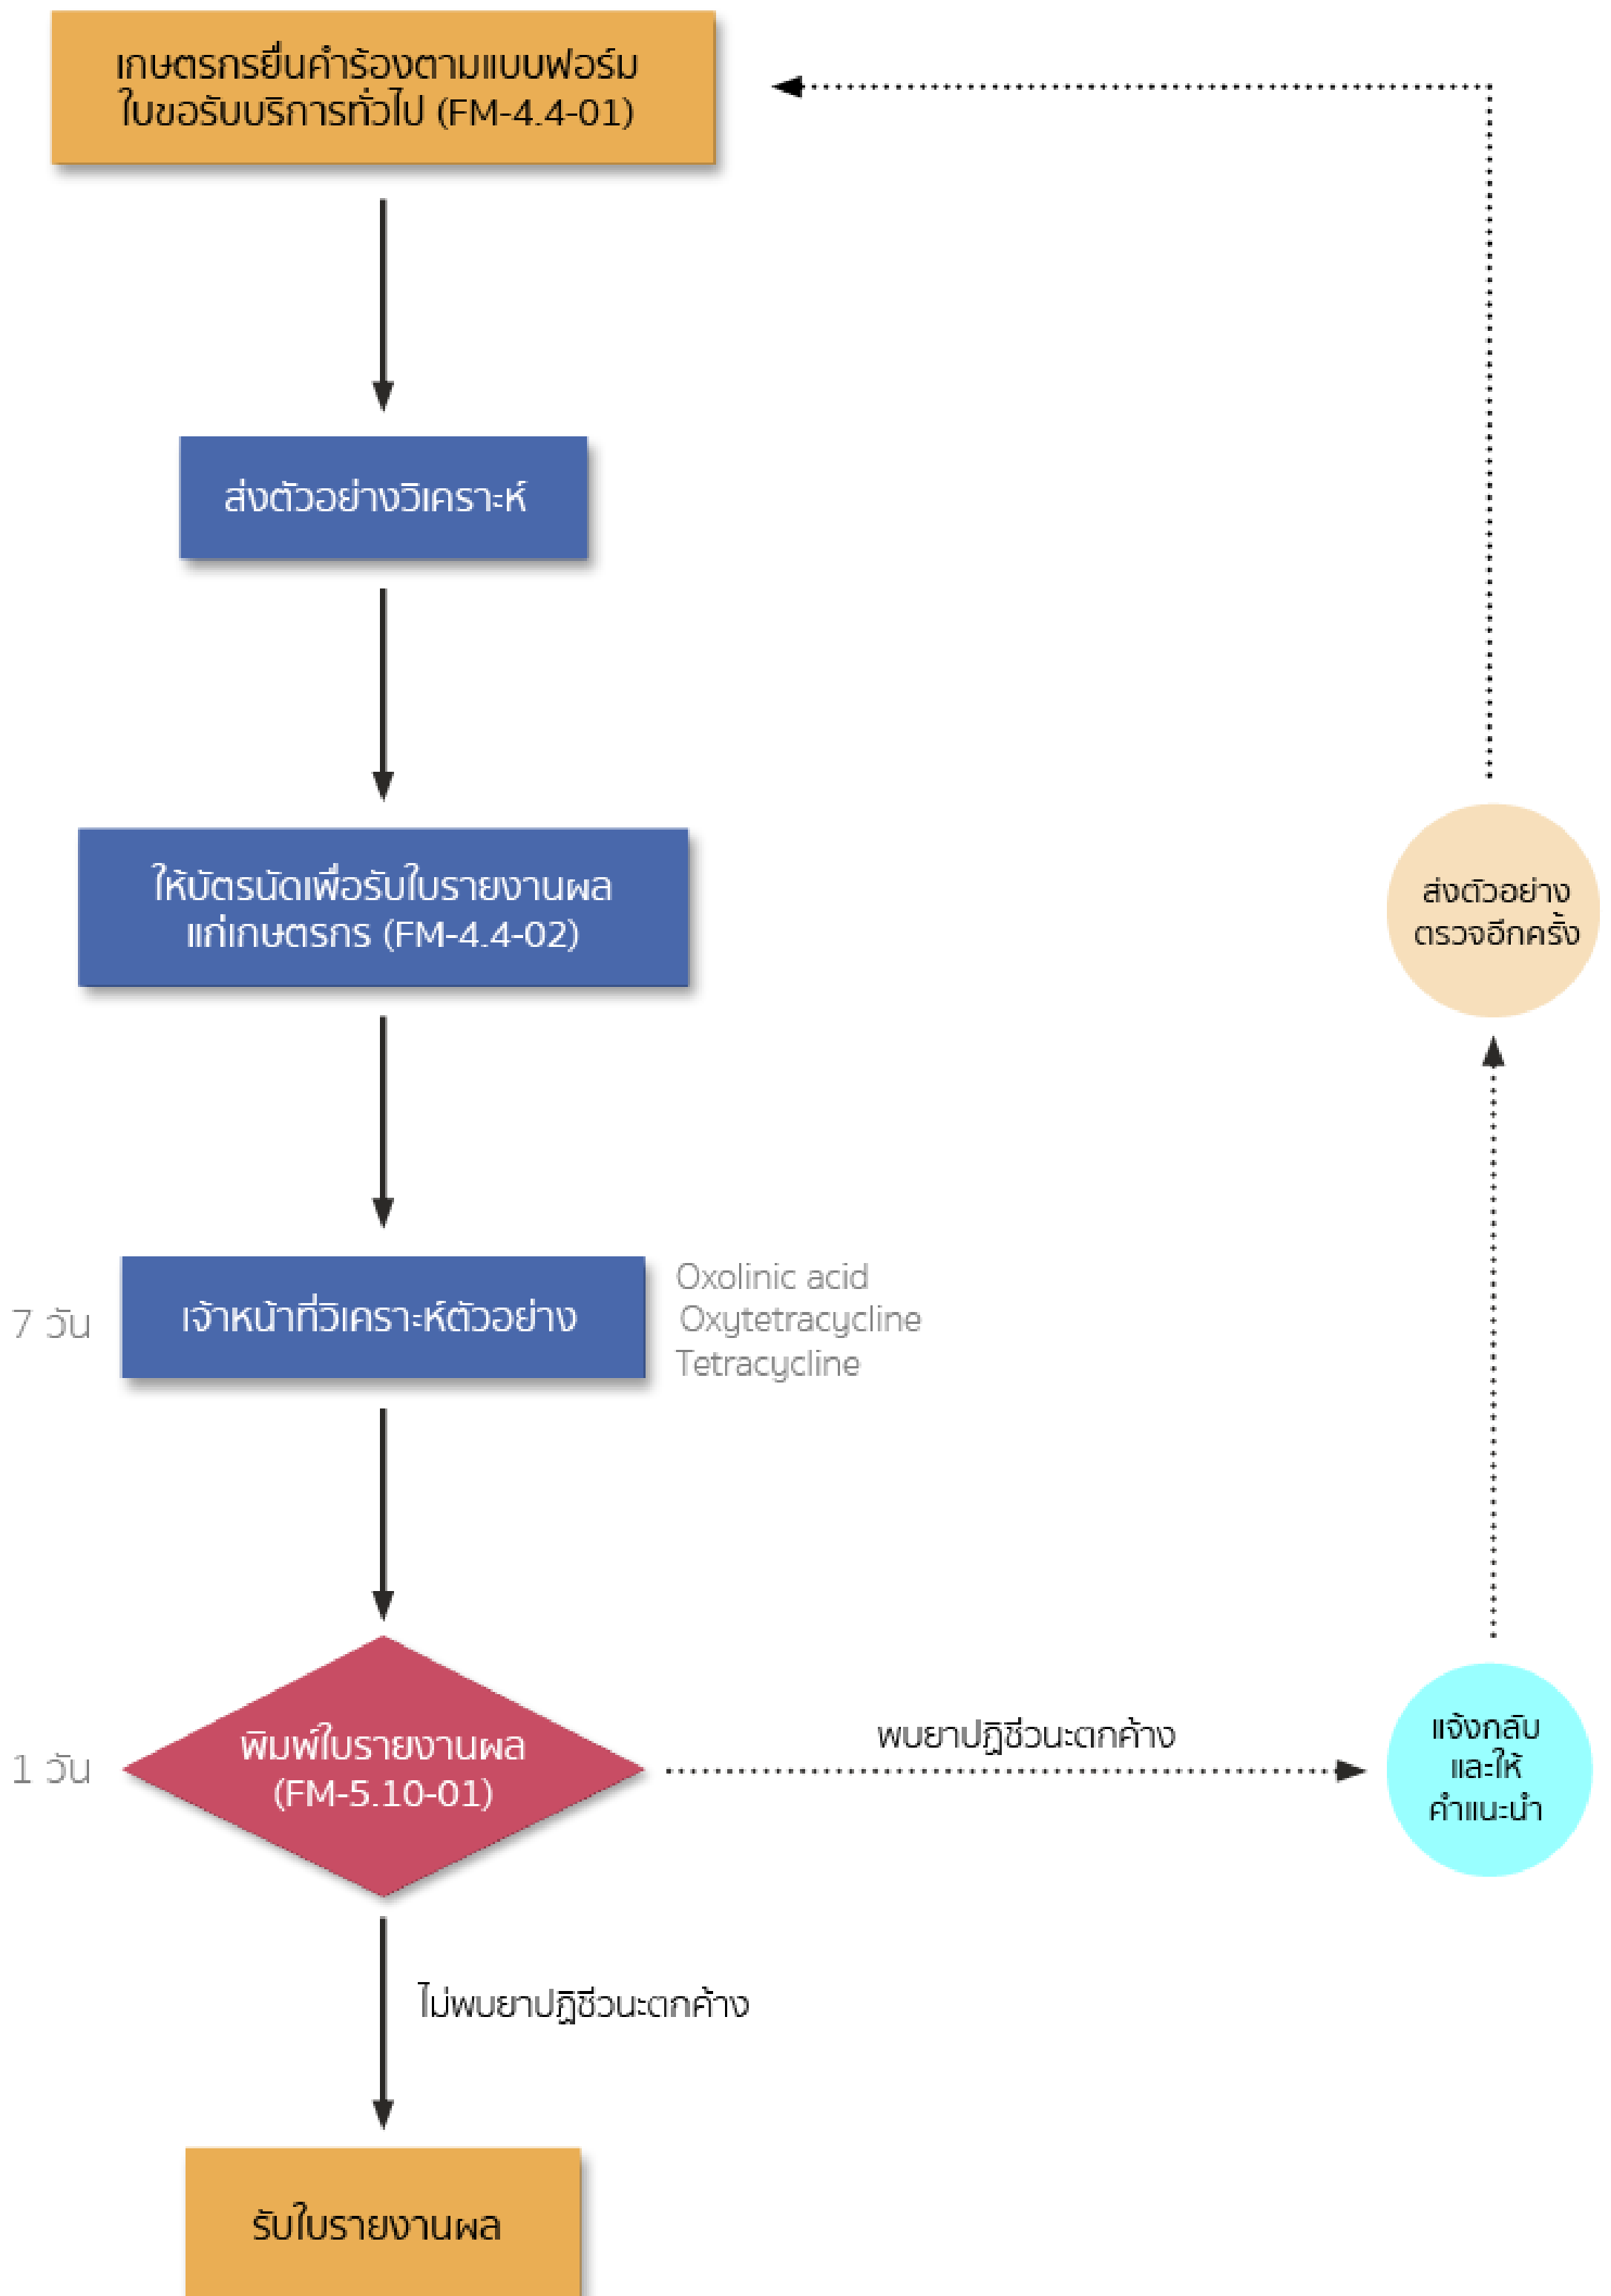 เกษตรกรยื่นคำร้องตามแบบฟอร์ม
ใบขอรับบริการทั่วไป (FM-4.4-01)
ส่งตัวอย่างวิเคราะห์
ให้บัตรนัดเพื่อรับใบรายงานผล
แก่เกษตรกร (FM-4.4-02)
ส่งตัวอย่าง
ตรวจอีกครั้ง
7 วัน
เจ้าหน้าที่วิเคราะห์ตัวอย่าง
Oxolinic acid
Oxytetracycline
Tetracycline
1 วัน
พิมพ์ใบรายงานผล
(FM-5.10-01)
พบยาปฏิชีวนะตกค้าง
แจ้งกลับ
และให้
คำแนะนำ
ไม่พบยาปฏิชีวนะตกค้าง
รับใบรายงานผล